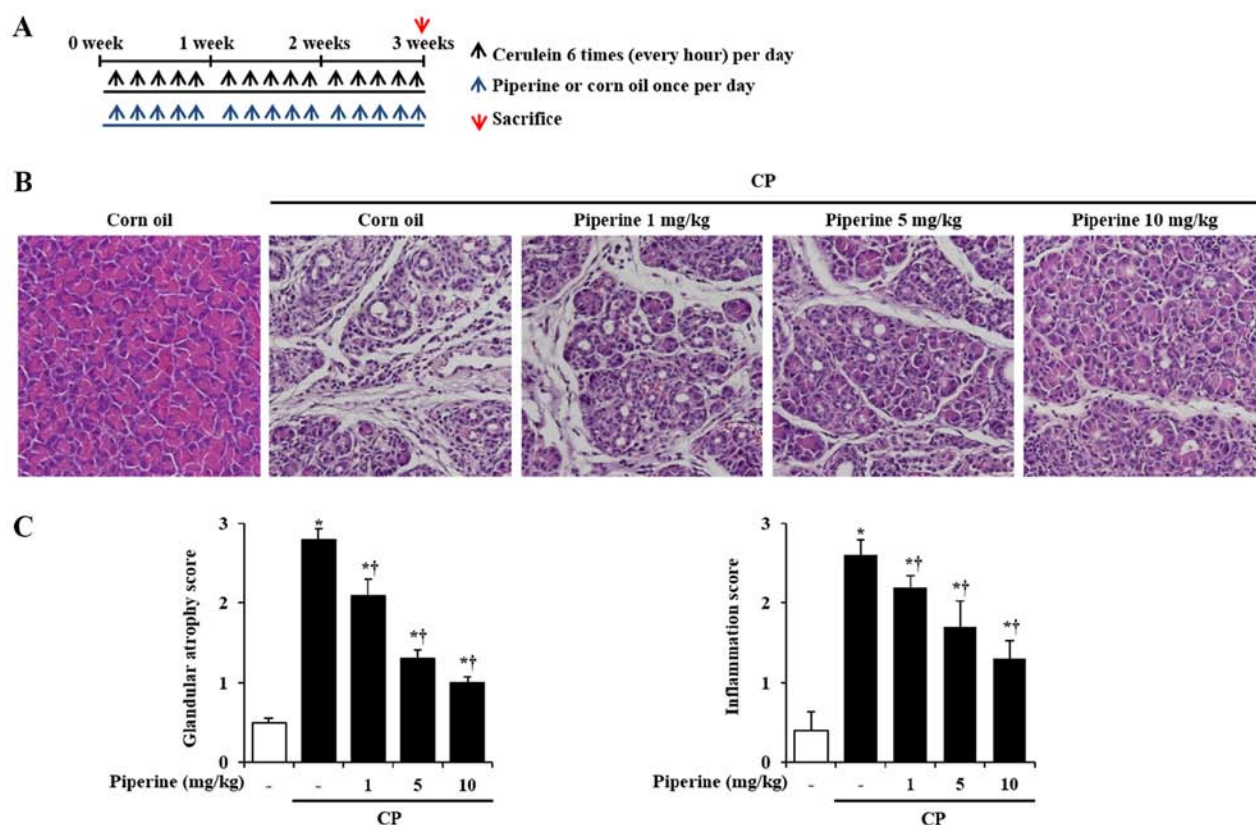 A
0 week 1 week 2 weeks 3 weeks
Cerulein 6 times (every hour) per day
Piperine or corn oil once per day
Sacrifice
B
CP
Corn oil Corn oil Piperine 1 mg/kg Piperine 5 mg/kg Piperine 10 mg/kg
C
Glandular atrophy score
3
2
1
0
*
*†
*†
*†
Piperine (mg/kg) - - 1 5 10
CP
Inflammation score
3
2
1
0
*
*†
*†
*†
Piperine (mg/kg) - - 1 5 10
CP